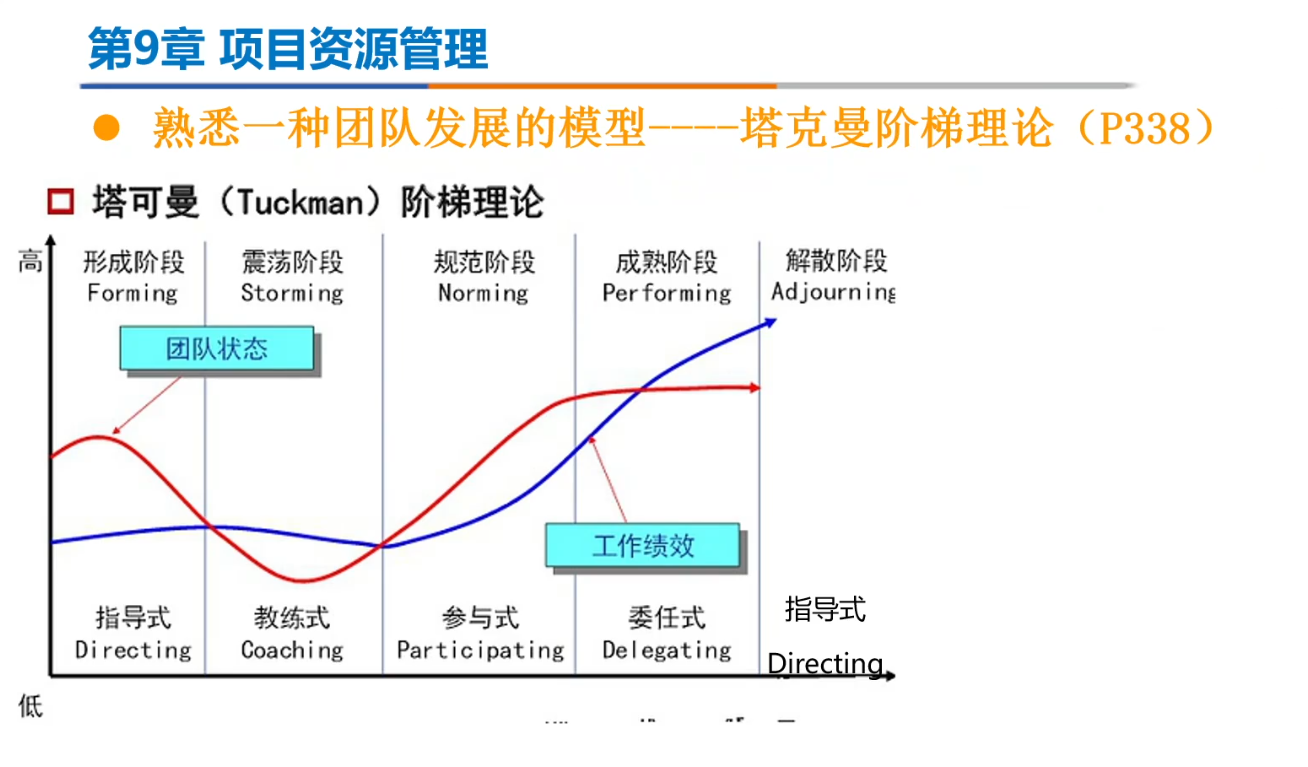 第9章 项目资源管理
● 熟悉一种团队发展的模型----塔克曼阶梯理论（P338）
塔可曼（Tuckman）阶梯理论
高
形成阶段
Forming
震荡阶段
Storming
规范阶段
Norming
成熟阶段
Performing
解散阶段
Adjourning
团队状态
工作绩效
指导式
Directing
教练式
Coaching
参与式
Participating
委任式
Delegating
指导式
Directing
低